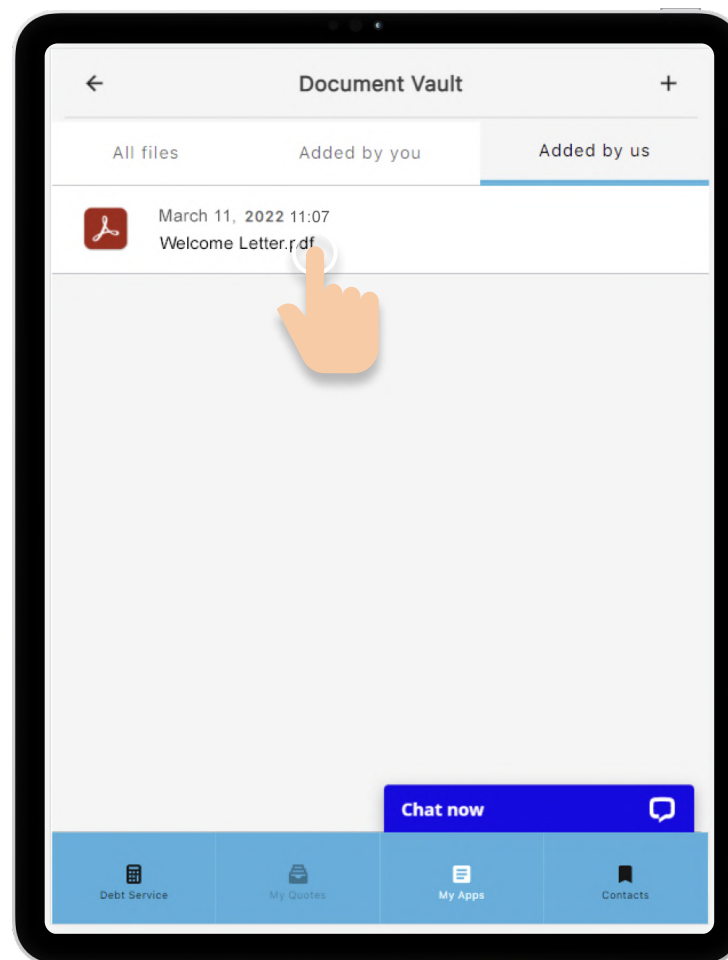 Document Vault
All files
Added by you
Added by us
March 11, 2022 11:07
Welcome Letter.pdf
Chat now
Debt Service
My Quotes
My Apps
Contacts